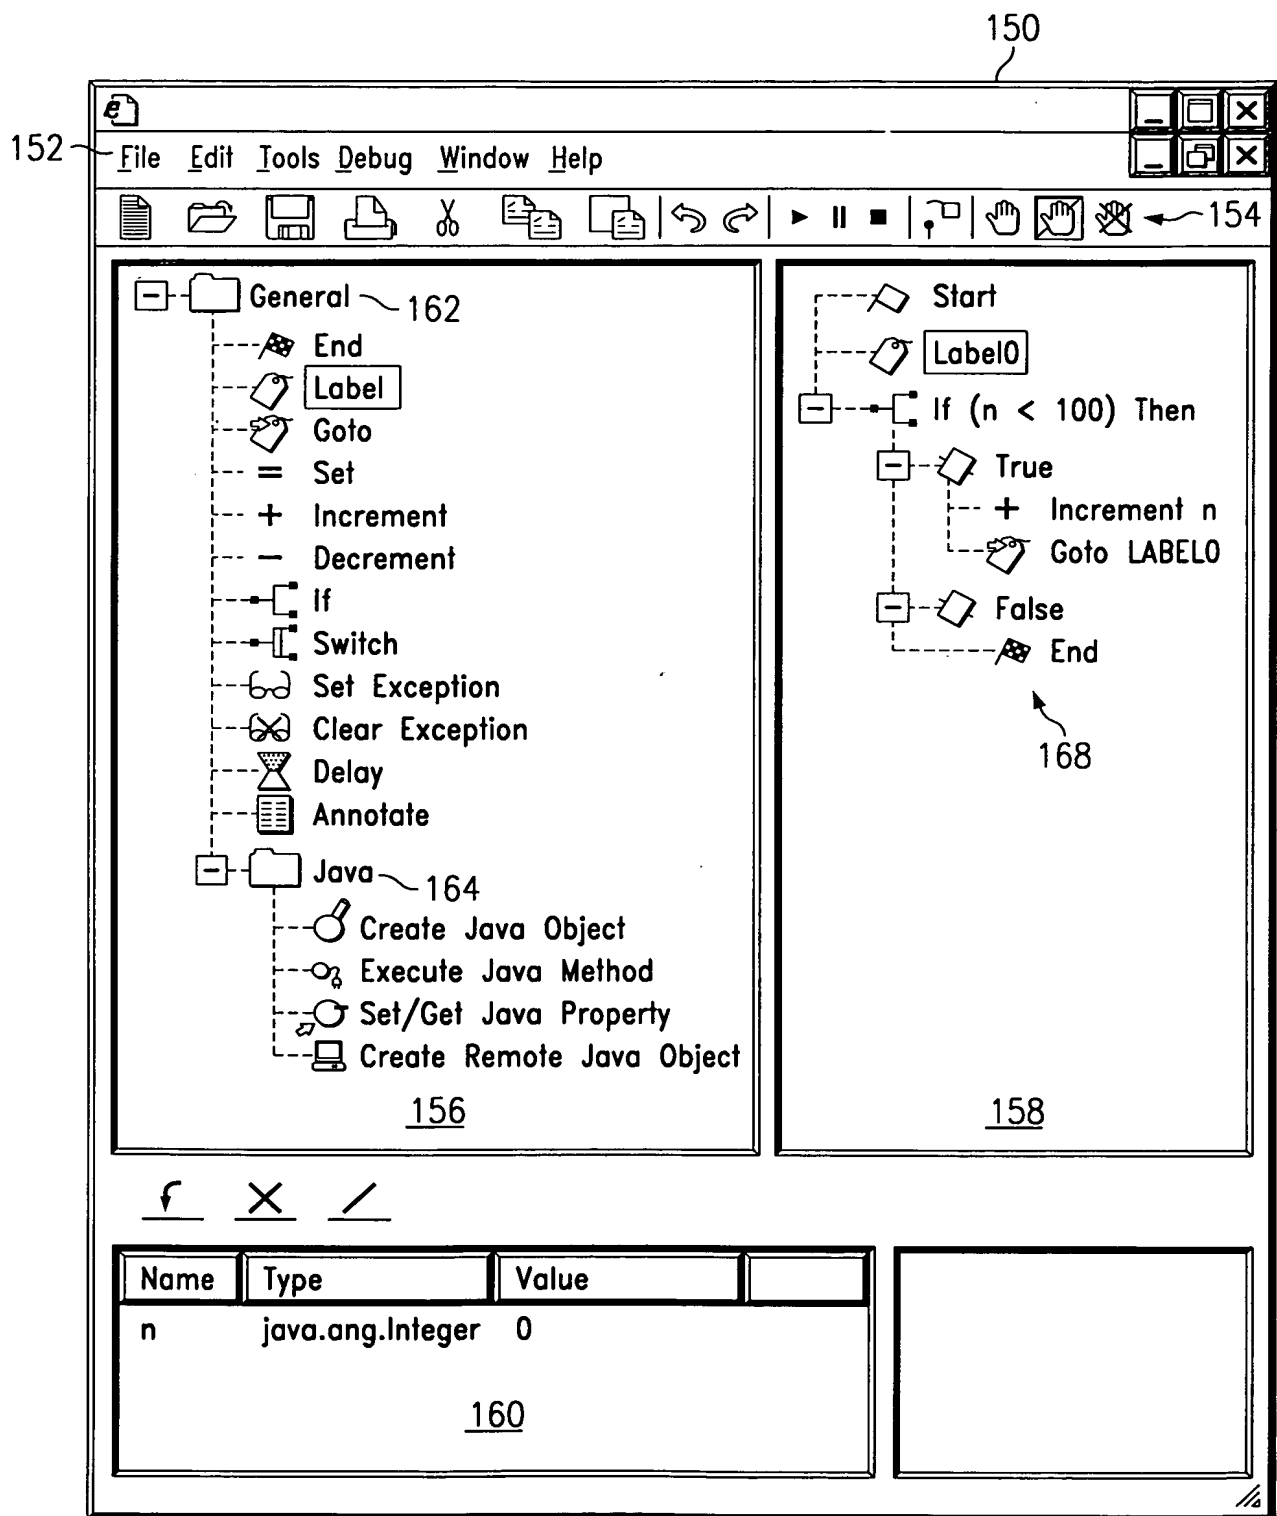 150
152
File Edit Tools Debug Window Help
154
General 162
End
Label
Goto
Set
Increment
Decrement
If
Switch
Set Exception
Clear Exception
Delay
Annotate
Java 164
Create Java Object
Execute Java Method
Set/Get Java Property
Create Remote Java Object
156
Start
Label0
If (n < 100) Then
True
Increment n
Goto LABEL0
False
End
168
158
Name Type Value
n java.ang.Integer 0
160